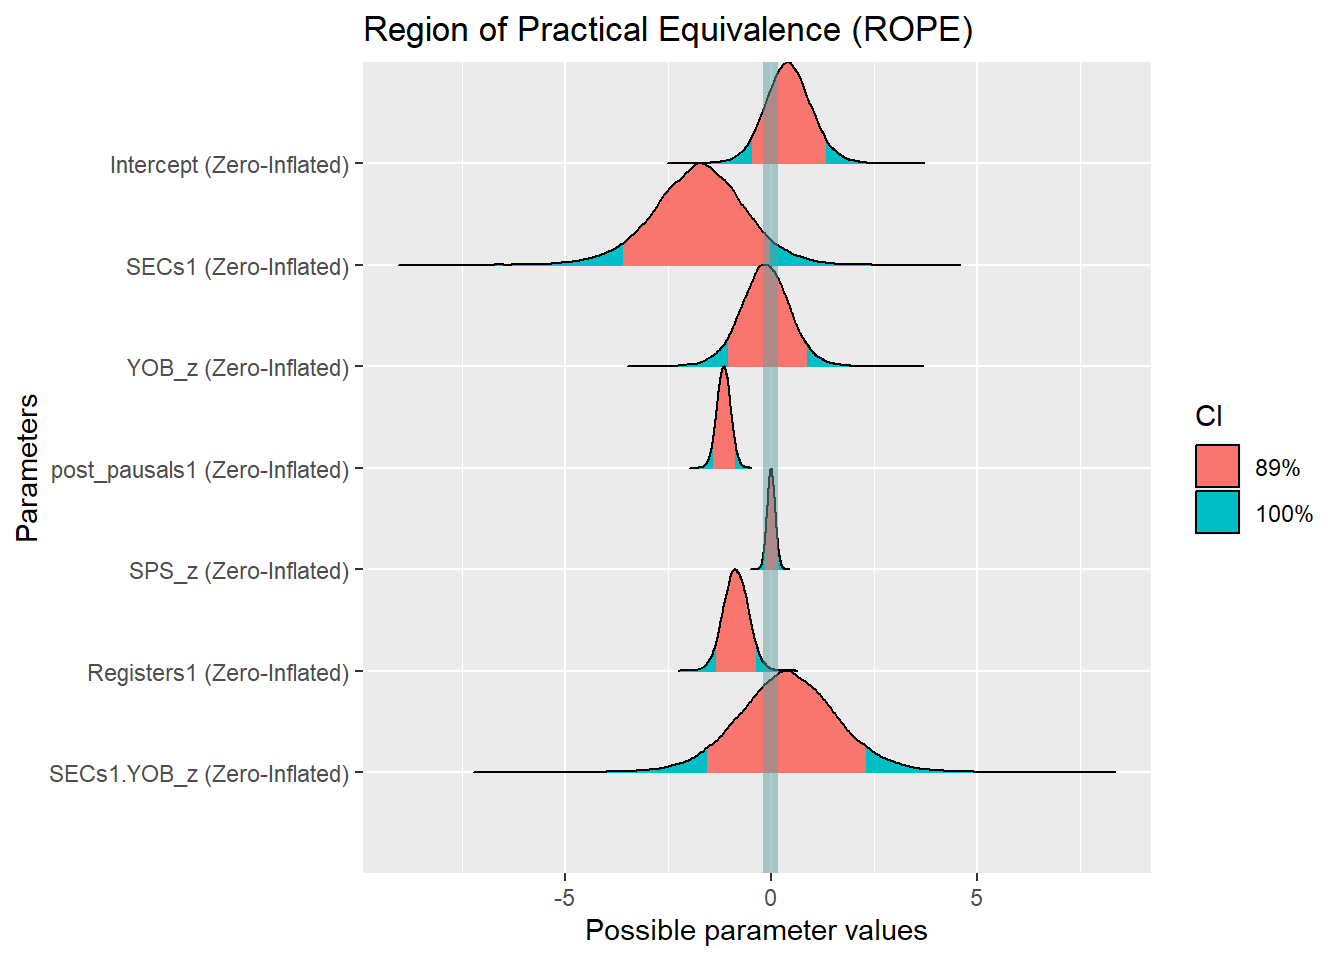 Region of Practical Equivalence (ROPE)
Parameters
Intercept (Zero-Inflated)
SECs1 (Zero-Inflated)
YOB_z (Zero-Inflated)
post_pausals1 (Zero-Inflated)
SPS_z (Zero-Inflated)
Registers1 (Zero-Inflated)
SECs1.YOB_z (Zero-Inflated)
-5 0 5
Possible parameter values
CI
89%
100%